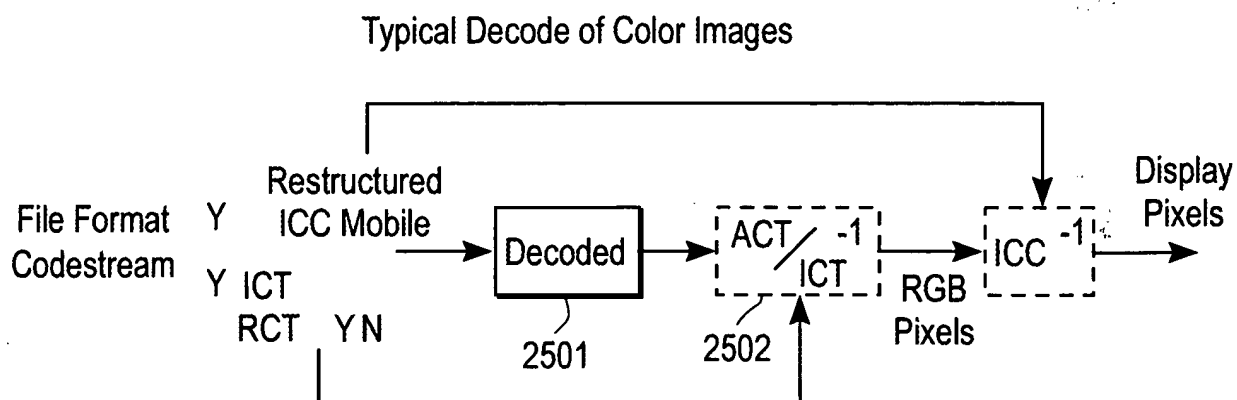 Typical Decode of Color Images
Restructured
ICC Mobile
File Format
Codestream
Y
Y ICT
RCT Y N
Decoded
2501
ACT/ICT -1
2502
RGB
Pixels
ICC -1
Display
Pixels